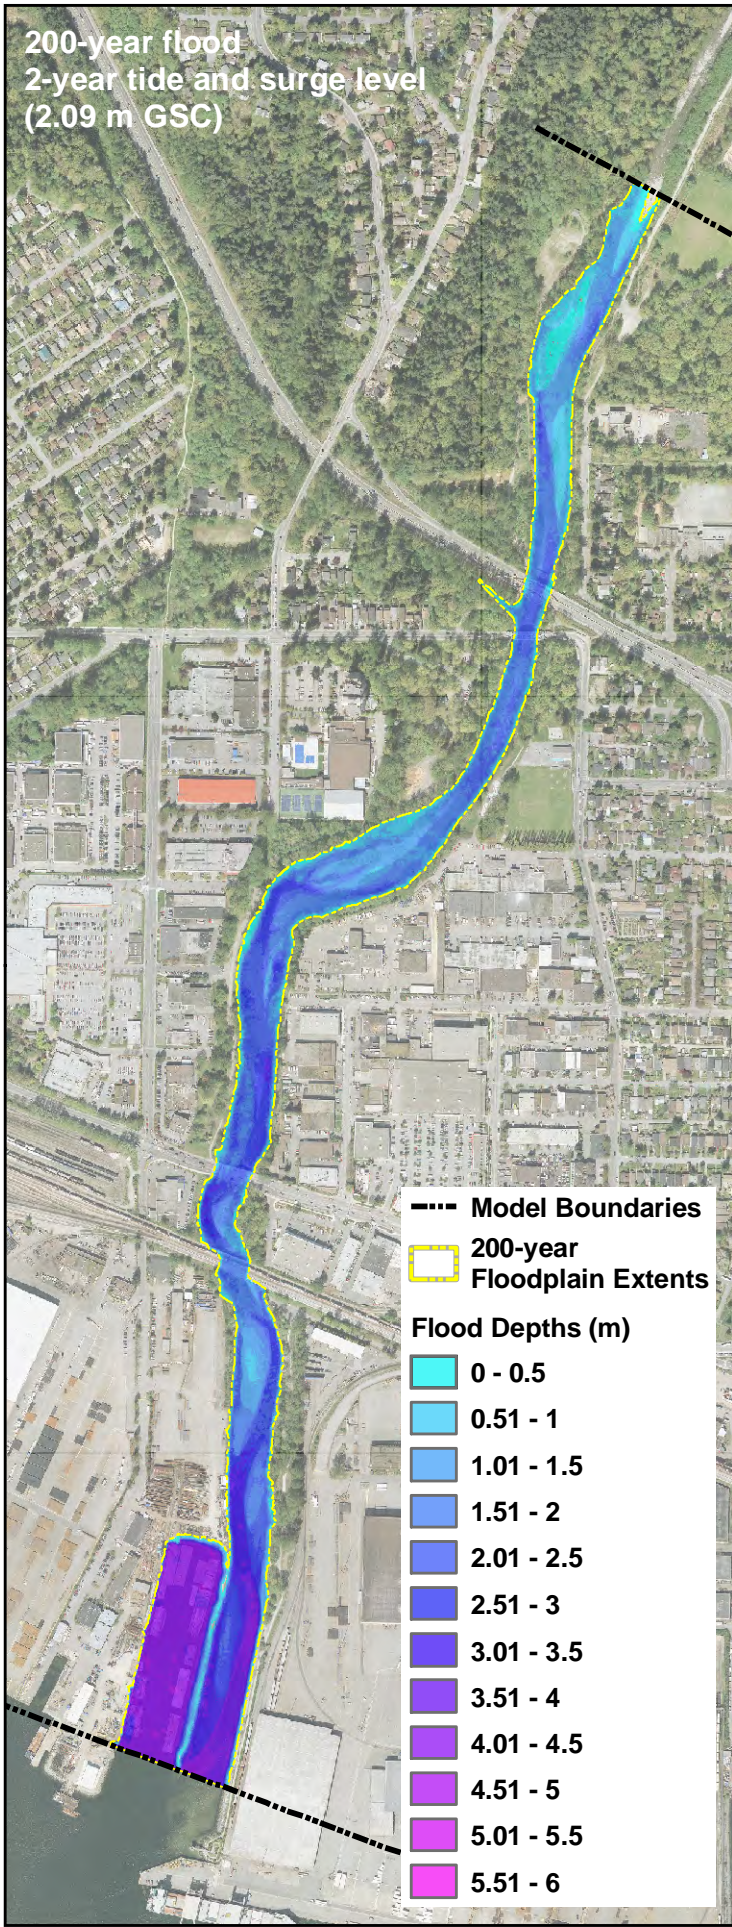 200-year flood
2-year tide and surge level
(2.09 m GSC)
Model Boundaries
200-year
Floodplain Extents
Flood Depths (m)
0 - 0.5
0.51 - 1
1.01 - 1.5
1.51 - 2
2.01 - 2.5
2.51 - 3
3.01 - 3.5
3.51 - 4
4.01 - 4.5
4.51 - 5
5.01 - 5.5
5.51 - 6